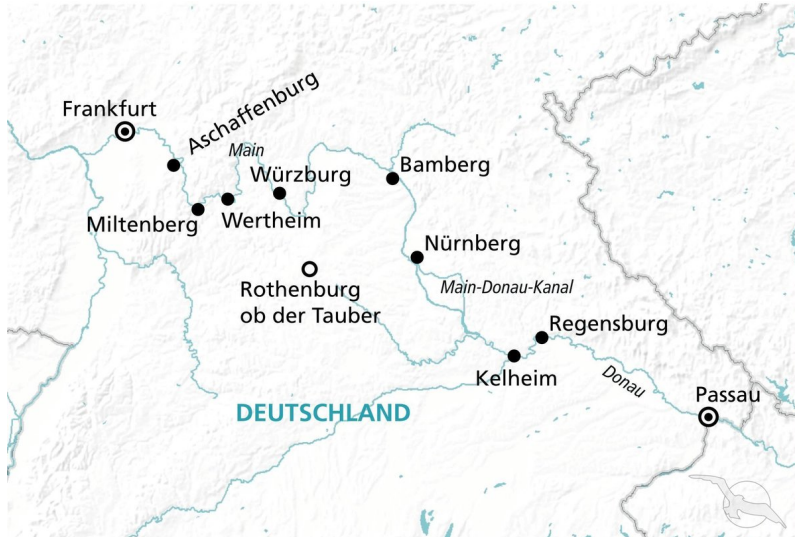 Frankfurt
Aschaffenburg
Main
Würzburg
Bamberg
Miltenberg
Wertheim
Nürnberg
Rothenburg
ob der Tauber
Main-Donau-Kanal
Regensburg
Kelheim
Donau
Passau
DEUTSCHLAND